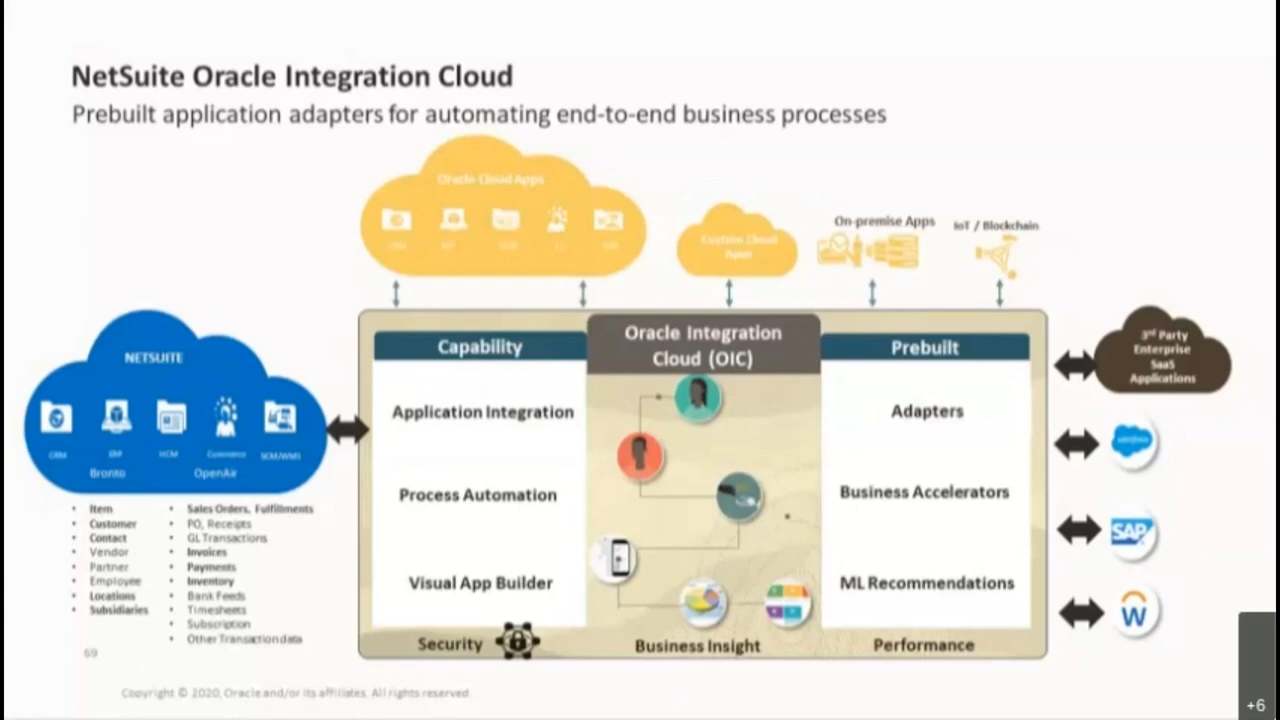 NetSuite Oracle Integration Cloud
Prebuilt application adapters for automating end-to-end business processes
Oracle Cloud Apps
Custom Cloud
Apps
On-premise Apps
IoT / Blockchain
NETSUITE
CRM
ERP
HCM
Commerce
SCM/WMS
Bronto
OpenAir
• Item
• Customer
• Contact
• Vendor
• Partner
• Employee
• Locations
• Subsidiaries
• Sales Orders, Fulfillments
• PO, Receipts
• GL Transactions
• Invoices
• Payments
• Inventory
• Bank Feeds
• Timesheets
• Subscription
• Other Transaction data
Capability
Application Integration
Process Automation
Visual App Builder
Security
Oracle Integration
Cloud (OIC)
Business Insight
Prebuilt
Adapters
Business Accelerators
ML Recommendations
Performance
3rd Party
Enterprise
SaaS
Applications
salesforce
SAP
W
69
Copyright © 2020, Oracle and/or its affiliates. All rights reserved.
+6